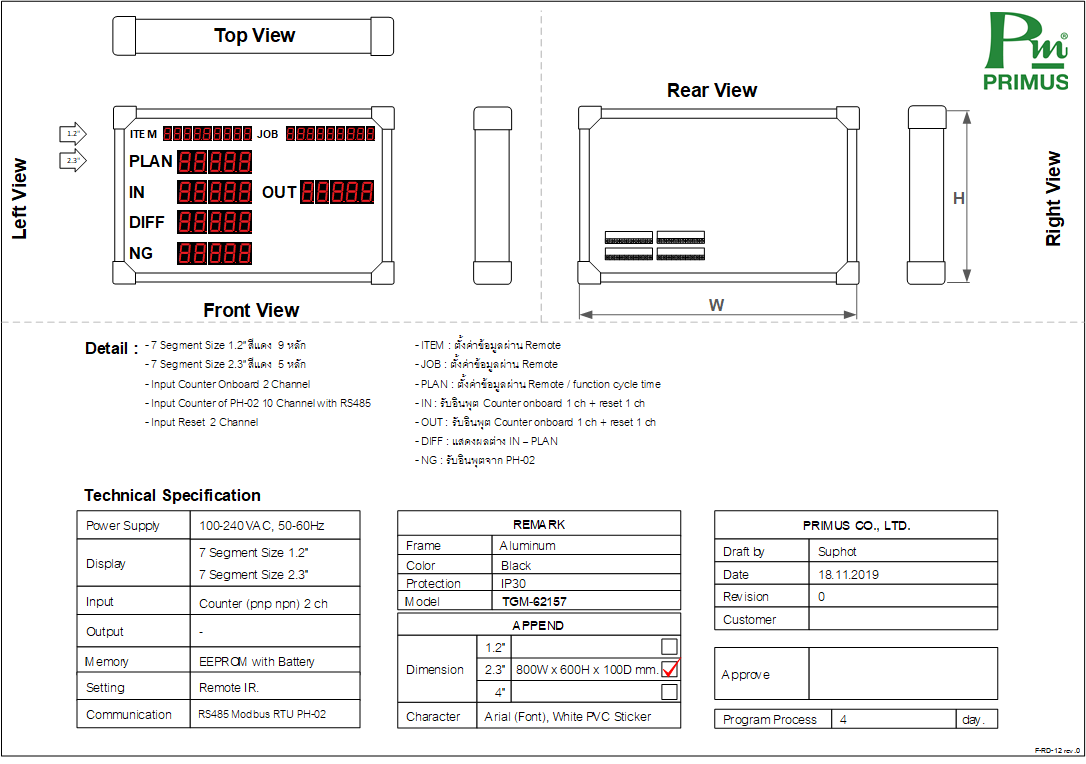 Top View
Pm®
PRIMUS
Rear View
1.2"
2.3"
ITEM 888888888 JOB 888888888
PLAN 88888
IN 88888 OUT 88888
DIFF 88888
NG 88888
Left View
Right View
H
W
Front View
Detail :
- 7 Segment Size 1.2" สีแดง 9 หลัก
- 7 Segment Size 2.3" สีแดง 5 หลัก
- Input Counter Onboard 2 Channel
- Input Counter of PH-02 10 Channel with RS485
- Input Reset 2 Channel
- ITEM : ตั้งค่าข้อมูลผ่าน Remote
- JOB : ตั้งค่าข้อมูลผ่าน Remote
- PLAN : ตั้งค่าข้อมูลผ่าน Remote / function cycle time
- IN : รับอินพุต Counter onboard 1 ch + reset 1 ch
- OUT : รับอินพุต Counter onboard 1 ch + reset 1 ch
- DIFF : แสดงผลต่าง IN – PLAN
- NG : รับอินพุตจาก PH-02
Technical Specification
Power Supply 100-240 VAC, 50-60Hz
Display 7 Segment Size 1.2"
7 Segment Size 2.3"
Input Counter (pnp npn) 2 ch
Output -
Memory EEPROM with Battery
Setting Remote IR.
Communication RS485 Modbus RTU PH-02
REMARK
Frame Aluminum
Color Black
Protection IP30
Model TGM-62157
APPEND
Dimension
1.2"
2.3" 800W x 600H x 100D mm.
4"
Character Arial (Font), White PVC Sticker
PRIMUS CO., LTD.
Draft by Suphot
Date 18.11.2019
Revision 0
Customer
Approve
Program Process 4 day.
F-RD-12 rev.0